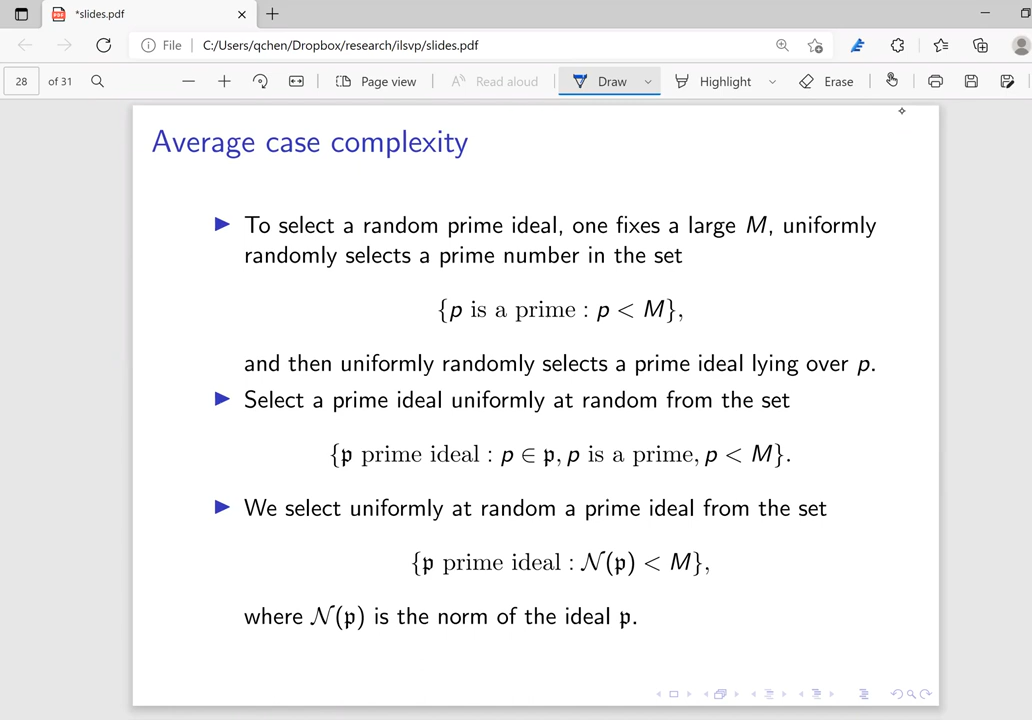 *slides.pdf
File C:/Users/qchen/Dropbox/research/ilsvp/slides.pdf
28 of 31 Page view Read aloud Draw Highlight Erase
Average case complexity
To select a random prime ideal, one fixes a large M, uniformly
randomly selects a prime number in the set
{p is a prime : p < M},
and then uniformly randomly selects a prime ideal lying over p.
Select a prime ideal uniformly at random from the set
{𝔭 prime ideal : p ∈ 𝔭, p is a prime, p < M}.
We select uniformly at random a prime ideal from the set
{𝔭 prime ideal : 𝒩(𝔭) < M},
where 𝒩(𝔭) is the norm of the ideal 𝔭.